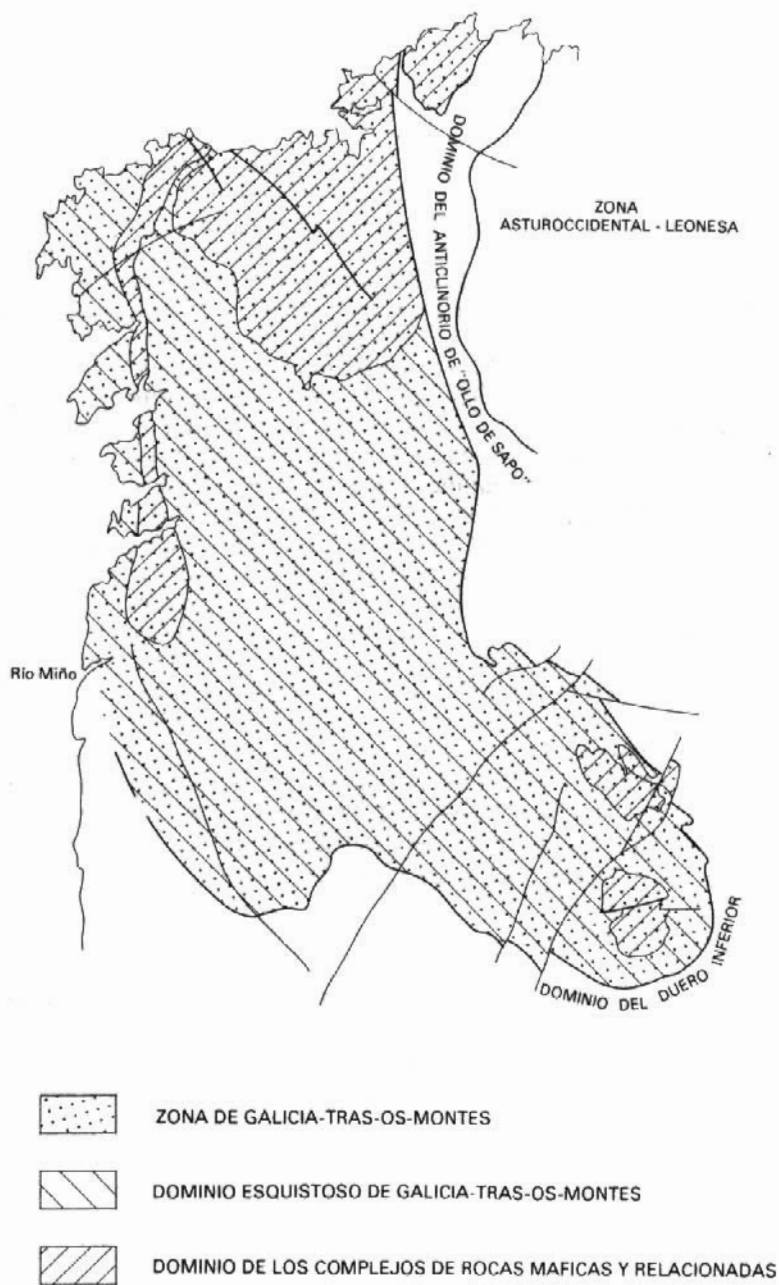 DOMINIO DEL ANTICLINORIO DE "OLLO DE SAPO"
ZONA
ASTUROCCIDENTAL - LEONESA
Río Miño
DOMINIO DEL DUERO INFERIOR
ZONA DE GALICIA-TRAS-OS-MONTES
DOMINIO ESQUISTOSO DE GALICIA-TRAS-OS-MONTES
DOMINIO DE LOS COMPLEJOS DE ROCAS MAFICAS Y RELACIONADAS